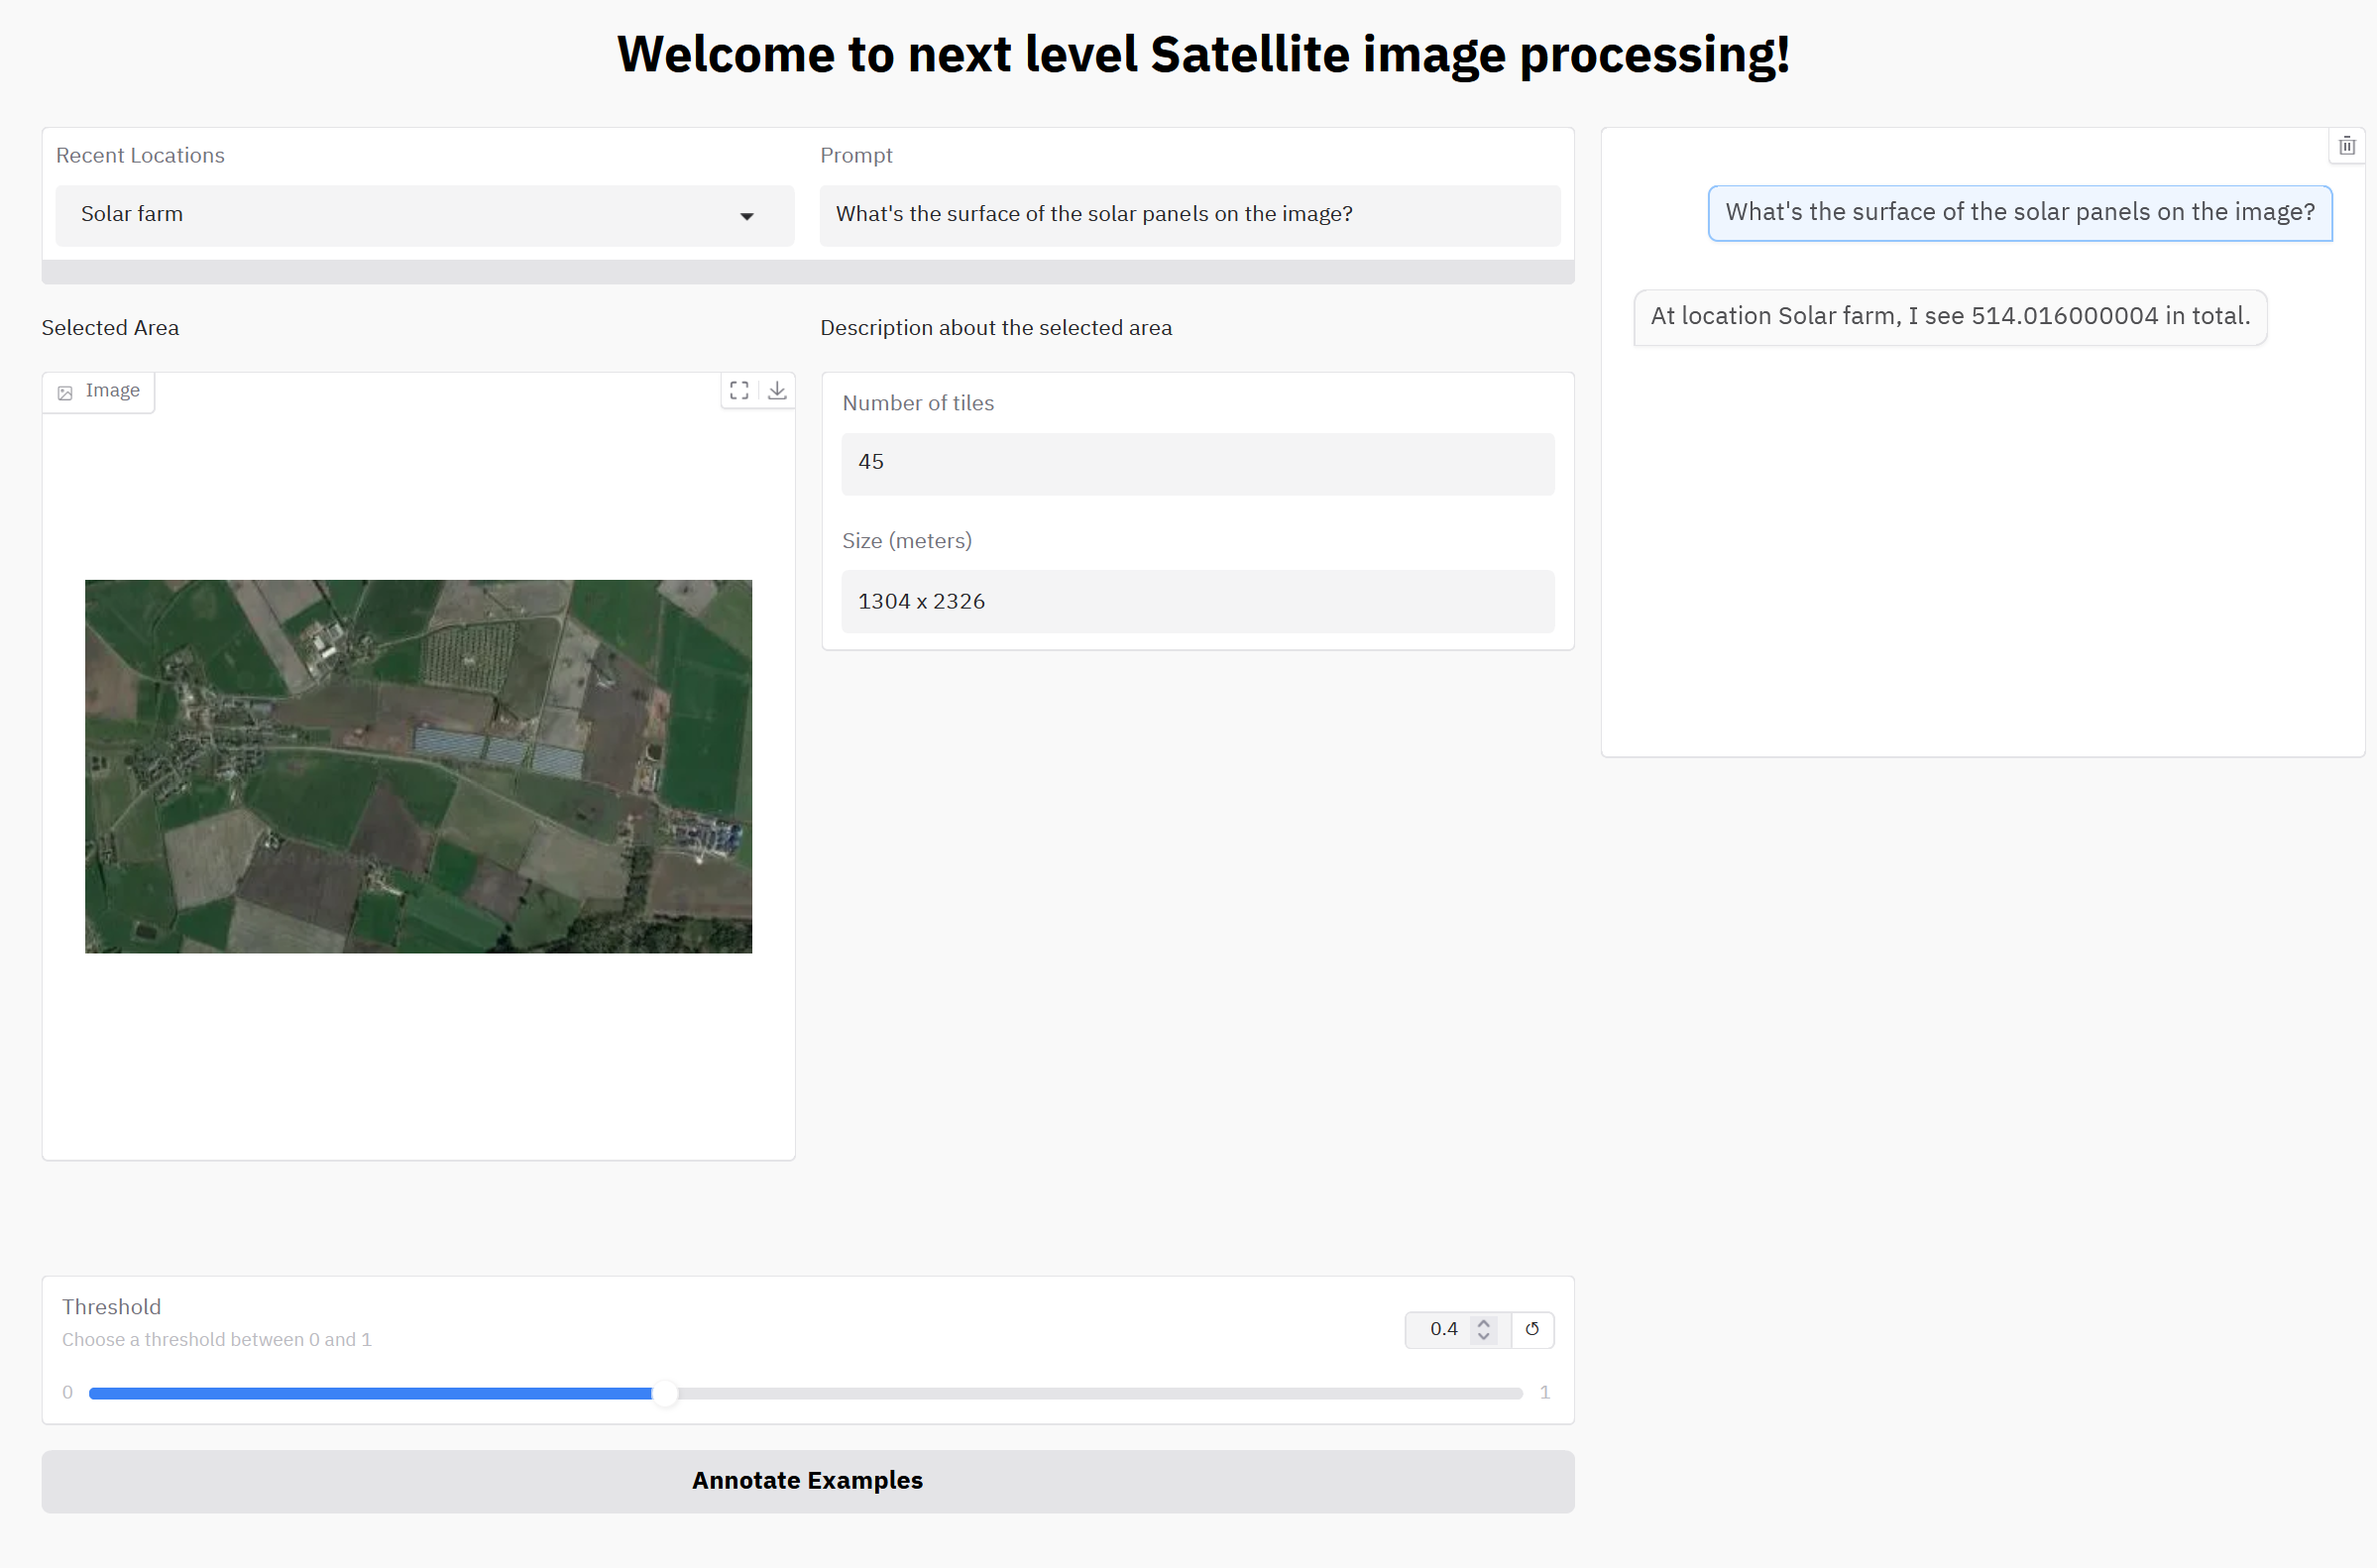 Welcome to next level Satellite image processing!
Recent Locations
Solar farm
Prompt
What's the surface of the solar panels on the image?
Selected Area
Image
Description about the selected area
Number of tiles
45
Size (meters)
1304 x 2326
Threshold
Choose a threshold between 0 and 1
0.4
0
1
Annotate Examples
What's the surface of the solar panels on the image?
At location Solar farm, I see 514.016000004 in total.